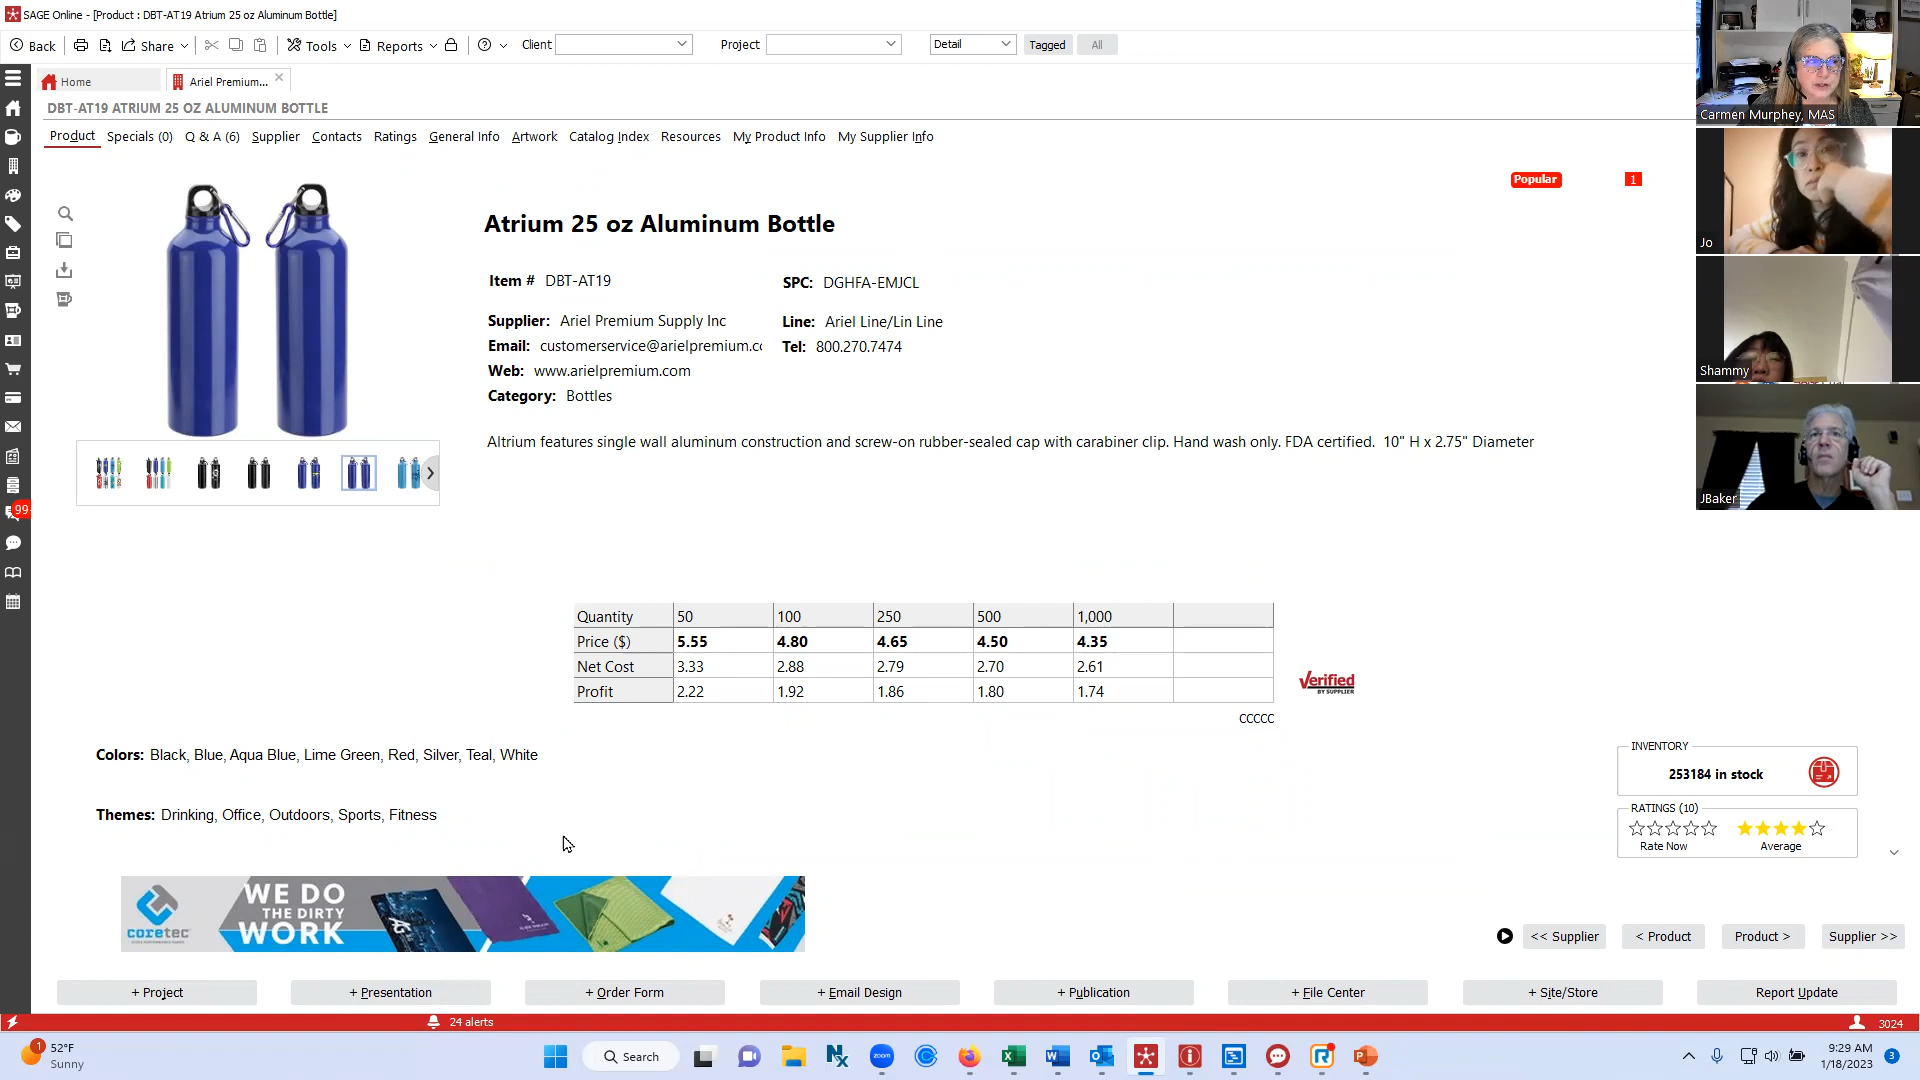 SAGE Online - [Product : DBT-AT19 Atrium 25 oz Aluminum Bottle]
Back Share Tools Reports Client Project Detail Tagged All
Home Ariel Premium...
DBT-AT19 ATRIUM 25 OZ ALUMINUM BOTTLE
Product Specials (0) Q & A (6) Supplier Contacts Ratings General Info Artwork Catalog Index Resources My Product Info My Supplier Info
Popular 1
Atrium 25 oz Aluminum Bottle
Item # DBT-AT19 SPC: DGHFA-EMJCL
Supplier: Ariel Premium Supply Inc Line: Ariel Line/Lin Line
Email: customerservice@arielpremium.cc Tel: 800.270.7474
Web: www.arielpremium.com
Category: Bottles
Altrium features single wall aluminum construction and screw-on rubber-sealed cap with carabiner clip. Hand wash only. FDA certified. 10" H x 2.75" Diameter
99+
Quantity 50 100 250 500 1,000
Price ($) 5.55 4.80 4.65 4.50 4.35
Net Cost 3.33 2.88 2.79 2.70 2.61
Profit 2.22 1.92 1.86 1.80 1.74
Verified
BY SUPPLIER
CCCCC
Colors: Black, Blue, Aqua Blue, Lime Green, Red, Silver, Teal, White
Themes: Drinking, Office, Outdoors, Sports, Fitness
INVENTORY
253184 in stock
RATINGS (10)
Rate Now Average
coretec
WE DO
THE DIRTY
WORK
<< Supplier < Product Product > Supplier >>
+ Project + Presentation + Order Form + Email Design + Publication + File Center + Site/Store Report Update
24 alerts 3024
1 52°F
Sunny
Search
zoom
9:29 AM
1/18/2023
3
Carmen Murphey, MAS
Jo
Shammy
JBaker